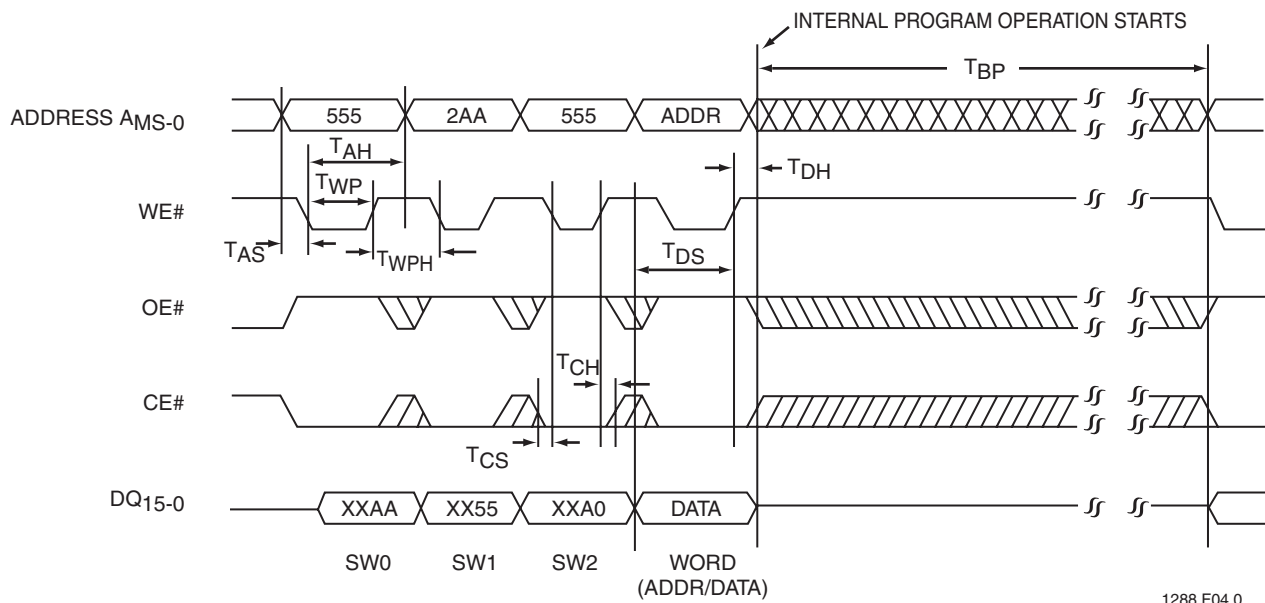 INTERNAL PROGRAM OPERATION STARTS
TBP
ADDRESS AMS-0
555
2AA
555
ADDR
TAH
TDH
TWP
WE#
TAS
TWPH
TDS
OE#
TCH
CE#
TCS
DQ15-0
XXAA
XX55
XXA0
DATA
SW0
SW1
SW2
WORD
(ADDR/DATA)
1288 F04.0